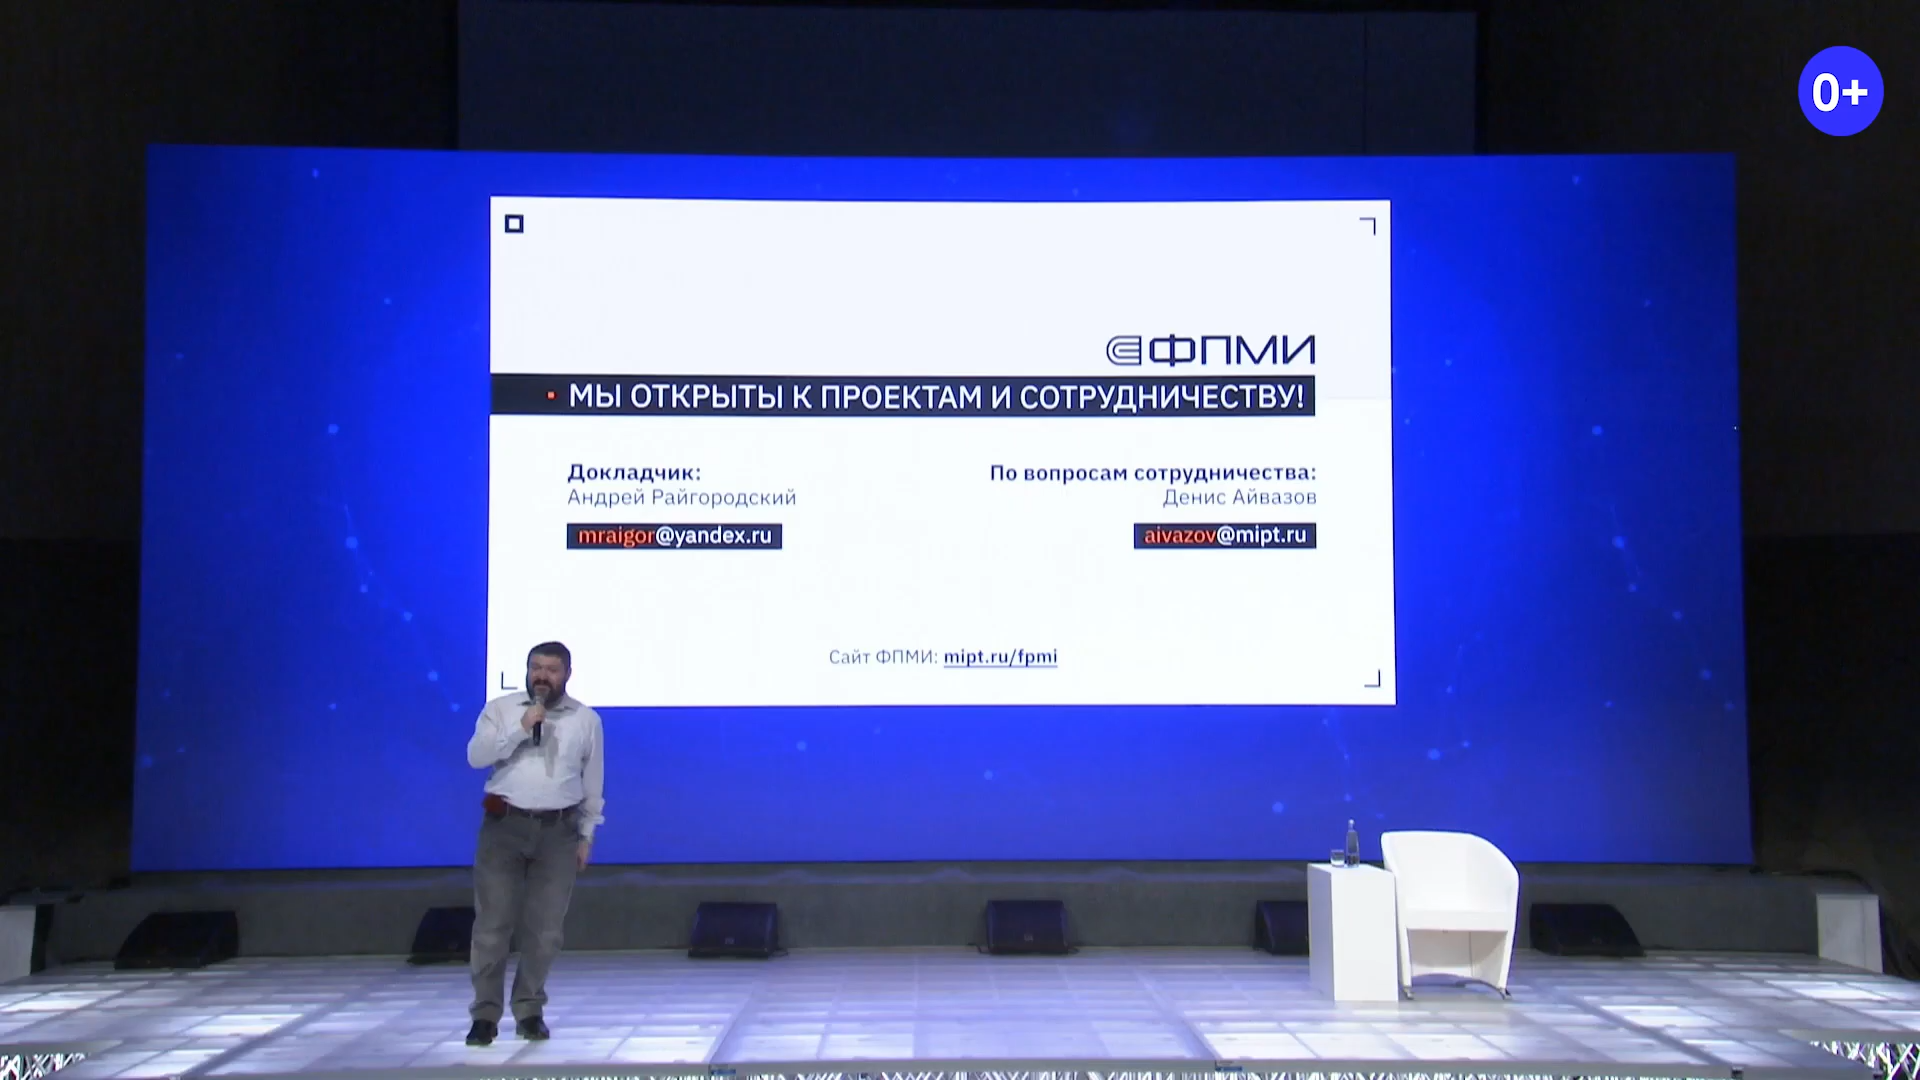 0+
ФПМИ
МЫ ОТКРЫТЫ К ПРОЕКТАМ И СОТРУДНИЧЕСТВУ!
Докладчик:
Андрей Райгородский
mraigor@yandex.ru
По вопросам сотрудничества:
Денис Айвазов
aivazov@mipt.ru
Сайт ФПМИ: mipt.ru/fpmi